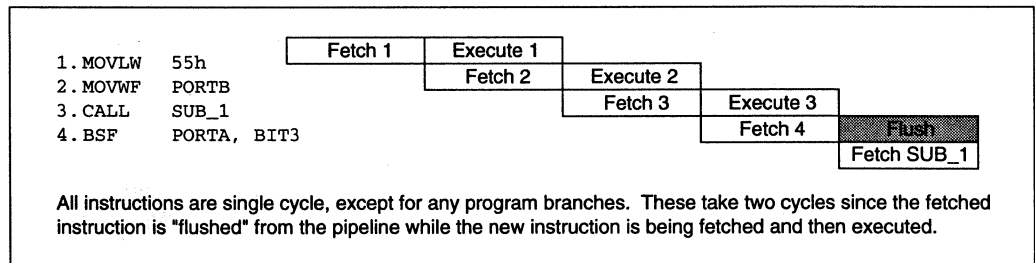 1. MOVLW 55h
2. MOVWF PORTB
3. CALL SUB_1
4. BSF PORTA, BIT3
Fetch 1 Execute 1
Fetch 2 Execute 2
Fetch 3 Execute 3
Fetch 4 Flush
Fetch SUB_1
All instructions are single cycle, except for any program branches. These take two cycles since the fetched
instruction is "flushed" from the pipeline while the new instruction is being fetched and then executed.